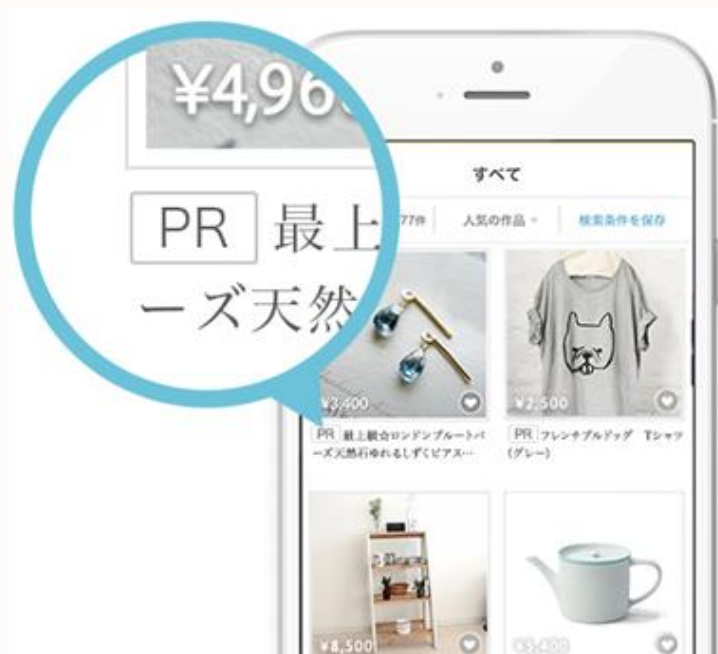 ¥4,96
PR 最上
ーズ天然
すべて
77件 人気の作品 検索条件を保存
¥3,400
¥2,500
PR 最上級☆ロンドンブルートパ
ーズ天然石ゆれるしずくピアス…
PR フレンチブルドッグ Tシャツ
(グレー)
¥8,500
¥5,400